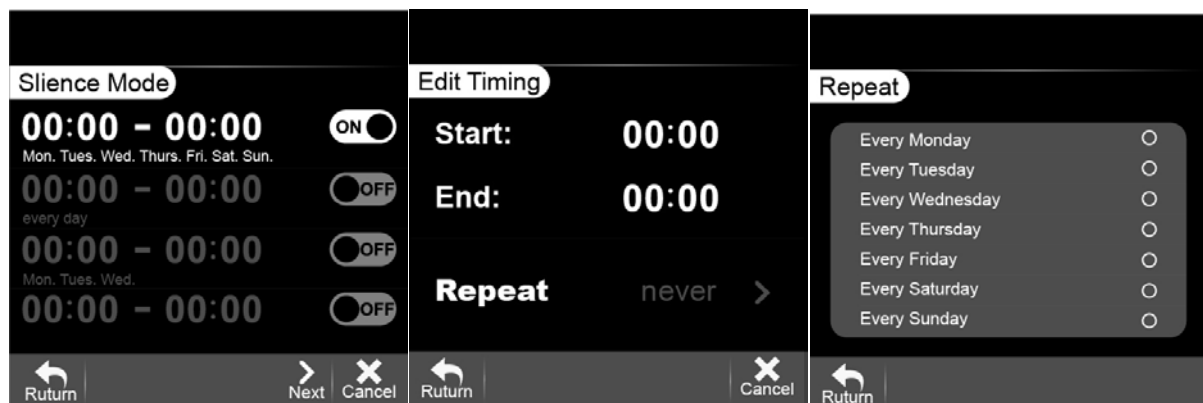 Slience Mode
00:00 - 00:00 ON
Mon. Tues. Wed. Thurs. Fri. Sat. Sun.
00:00 - 00:00 OFF
every day
00:00 - 00:00 OFF
Mon. Tues. Wed.
00:00 - 00:00 OFF
Ruturn Next Cancel
Edit Timing
Start: 00:00
End: 00:00
Repeat never
Ruturn Cancel
Repeat
Every Monday
Every Tuesday
Every Wednesday
Every Thursday
Every Friday
Every Saturday
Every Sunday
Ruturn